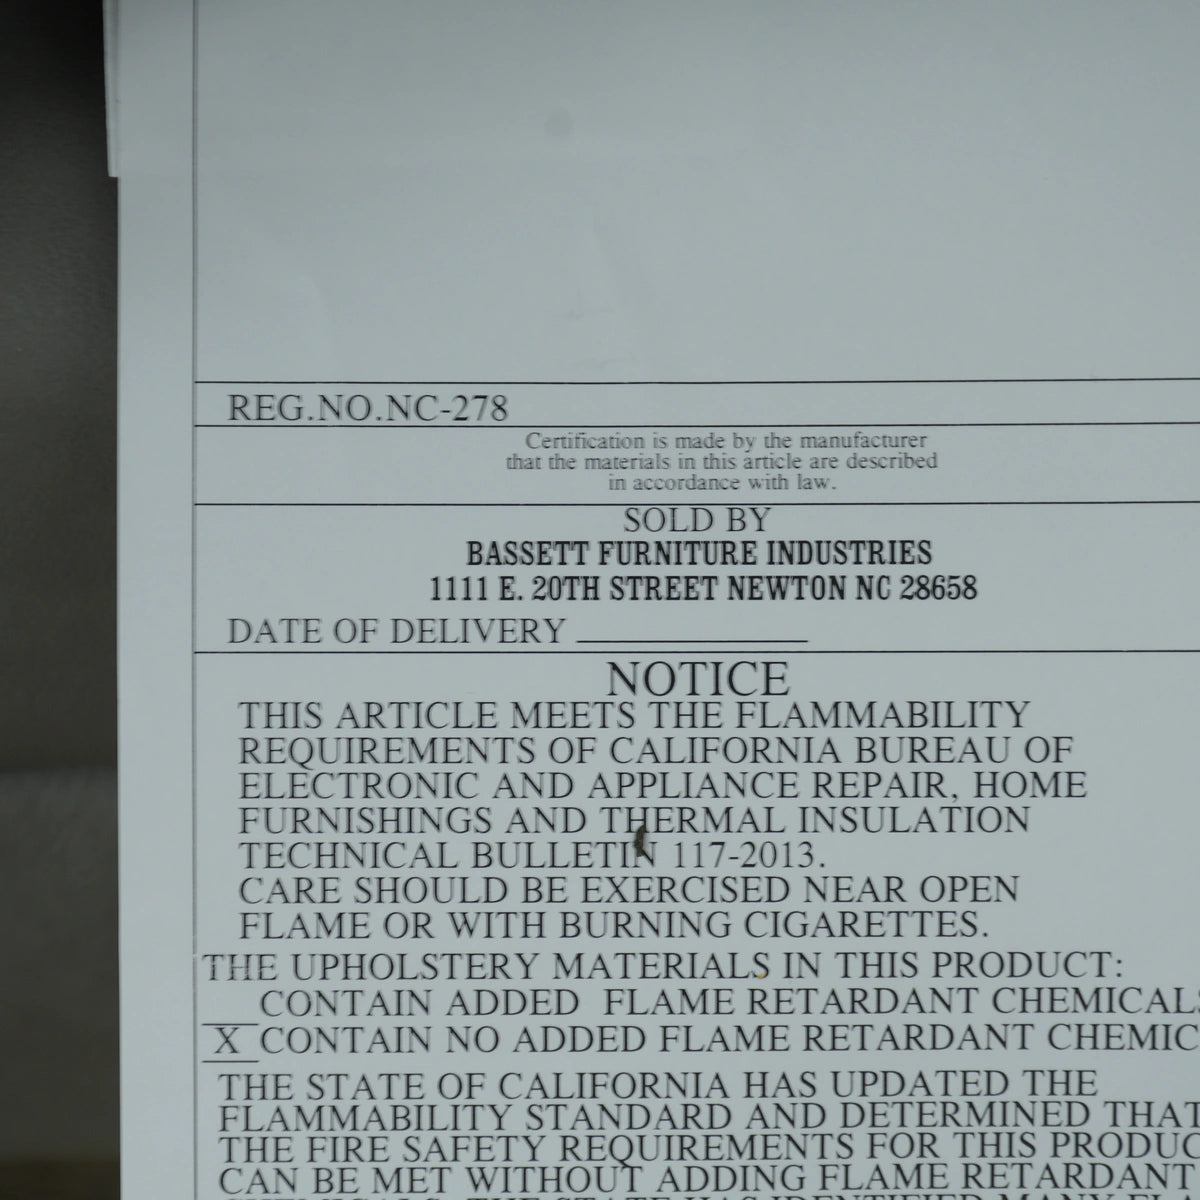 REG.NO.NC-278
Certification is made by the manufacturer
that the materials in this article are described
in accordance with law.
SOLD BY
BASSETT FURNITURE INDUSTRIES
1111 E. 20TH STREET NEWTON NC 28658
DATE OF DELIVERY
NOTICE
THIS ARTICLE MEETS THE FLAMMABILITY
REQUIREMENTS OF CALIFORNIA BUREAU OF
ELECTRONIC AND APPLIANCE REPAIR, HOME
FURNISHINGS AND THERMAL INSULATION
TECHNICAL BULLETIN 117-2013.
CARE SHOULD BE EXERCISED NEAR OPEN
FLAME OR WITH BURNING CIGARETTES.
THE UPHOLSTERY MATERIALS IN THIS PRODUCT:
CONTAIN ADDED FLAME RETARDANT CHEMICALS
X CONTAIN NO ADDED FLAME RETARDANT CHEMIC
THE STATE OF CALIFORNIA HAS UPDATED THE
FLAMMABILITY STANDARD AND DETERMINED THAT
THE FIRE SAFETY REQUIREMENTS FOR THIS PRODUC
CAN BE MET WITHOUT ADDING FLAME RETARDANT